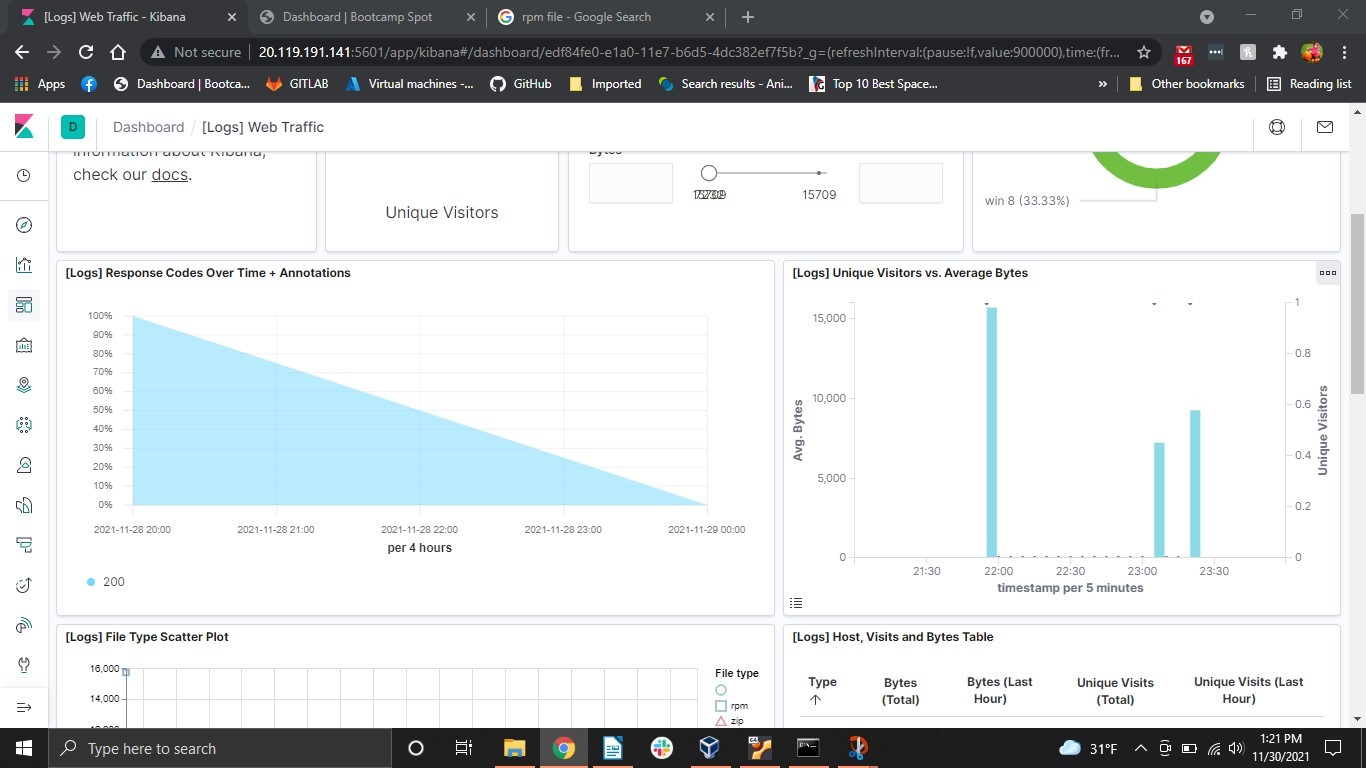 [Logs] Web Traffic - Kibana
Dashboard | Bootcamp Spot
rpm file - Google Search
Not secure | 20.119.191.141:5601/app/kibana#/dashboard/edf84fe0-e1a0-11e7-b6d5-4dc382ef7f5b?_g=(refreshInterval:(pause:!f,value:900000),time:(fr...
167
Apps
Dashboard | Bootca...
GITLAB
Virtual machines -...
GitHub
Imported
Search results - Ani...
Top 10 Best Space...
»
Other bookmarks
Reading list
D
Dashboard / [Logs] Web Traffic
information about Kibana,
check our docs.
Unique Visitors
Bytes
15709
win 8 (33.33%)
[Logs] Response Codes Over Time + Annotations
100%
90%
80%
70%
60%
50%
40%
30%
20%
10%
0%
2021-11-28 20:00
2021-11-28 21:00
2021-11-28 22:00
2021-11-28 23:00
2021-11-29 00:00
per 4 hours
200
[Logs] Unique Visitors vs. Average Bytes
15,000
10,000
5,000
0
Avg. Bytes
1
0.8
0.6
0.4
0.2
0
Unique Visitors
21:30
22:00
22:30
23:00
23:30
timestamp per 5 minutes
[Logs] File Type Scatter Plot
16,000
14,000
File type
rpm
zip
[Logs] Host, Visits and Bytes Table
Type
Bytes
(Total)
Bytes (Last
Hour)
Unique Visits
(Total)
Unique Visits (Last
Hour)
Type here to search
31°F
1:21 PM
11/30/2021